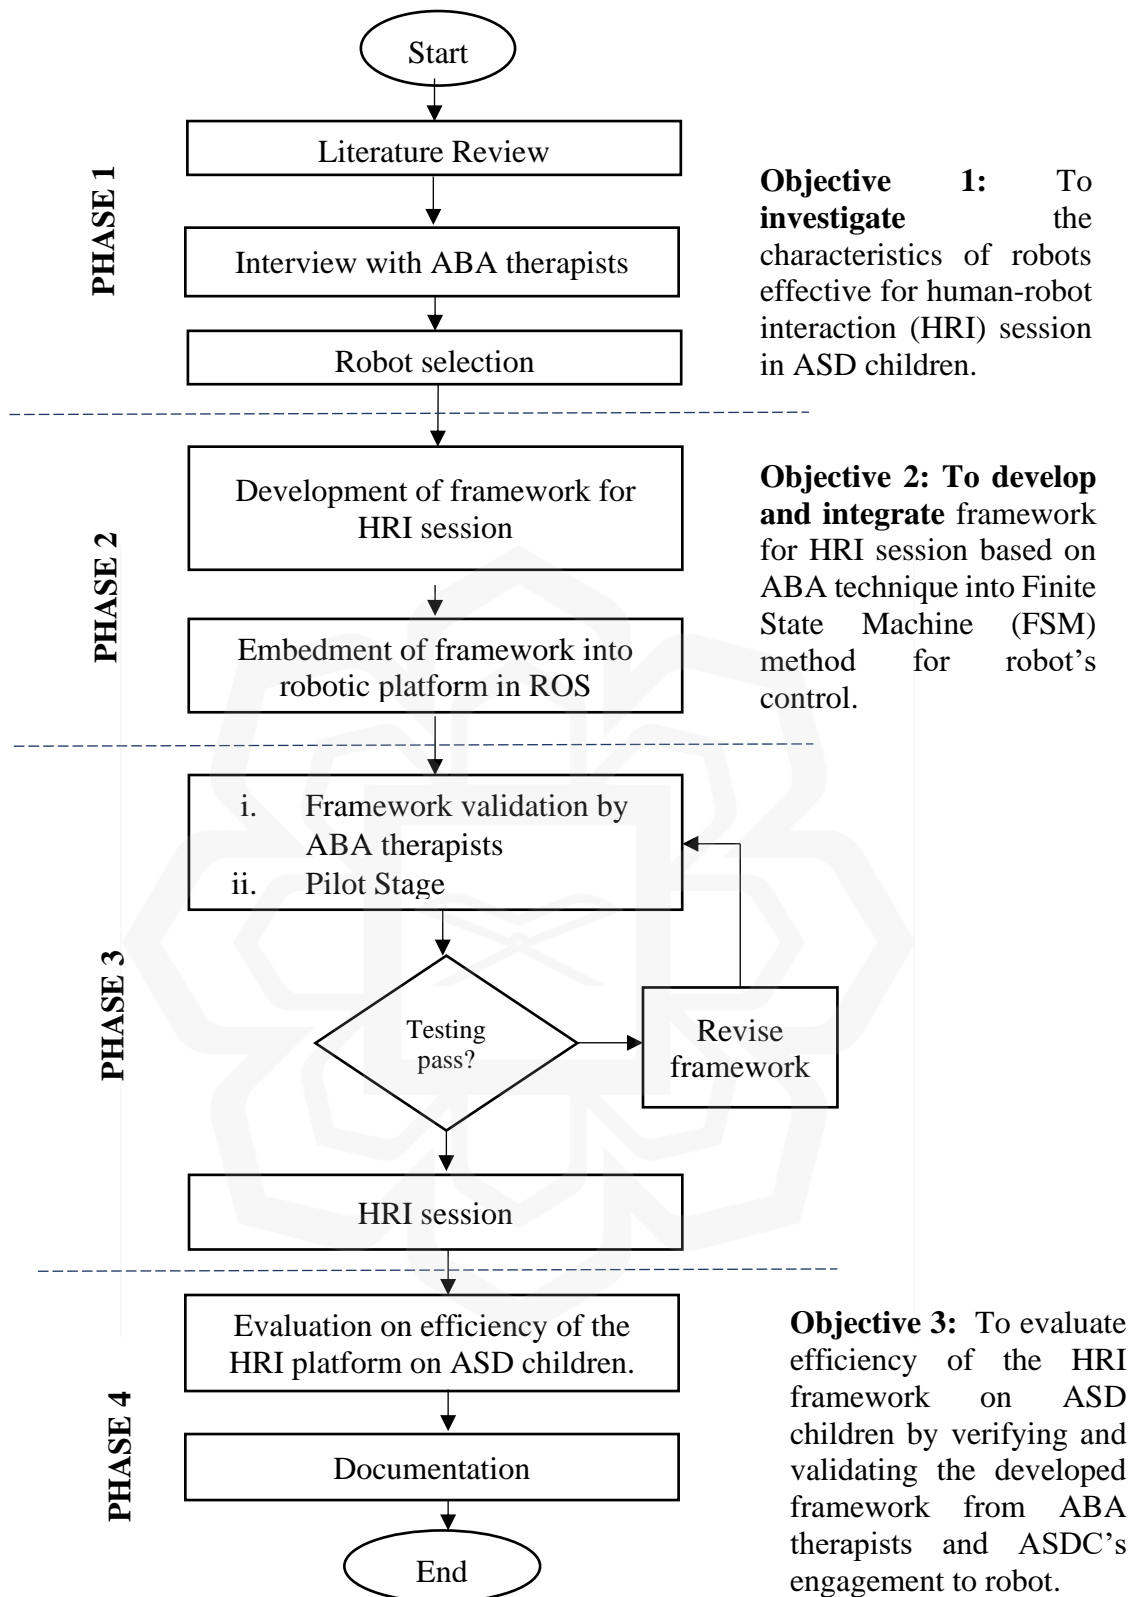 Start
PHASE 1
Literature Review
Interview with ABA therapists
Robot selection
Objective 1: To
investigate the
characteristics of robots
effective for human-robot
interaction (HRI) session
in ASD children.
PHASE 2
Development of framework for
HRI session
Embedment of framework into
robotic platform in ROS
Objective 2: To develop
and integrate framework
for HRI session based on
ABA technique into Finite
State Machine (FSM)
method for robot’s
control.
PHASE 3
i. Framework validation by
ABA therapists
ii. Pilot Stage
Testing
pass?
Revise
framework
HRI session
PHASE 4
Evaluation on efficiency of the
HRI platform on ASD children.
Documentation
End
Objective 3: To evaluate
efficiency of the HRI
framework on ASD
children by verifying and
validating the developed
framework from ABA
therapists and ASDC’s
engagement to robot.